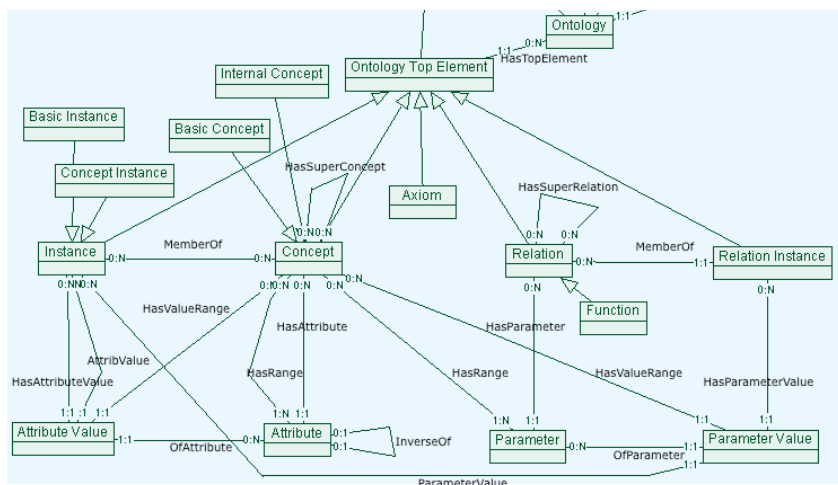 1:1
1:1
0:N
Ontology
1:1
0:N
HasTopElement
Ontology Top Element
Internal Concept
Basic Instance
Basic Concept
HasSuperConcept
Concept Instance
Axiom
HasSuperRelation
0:N
0:N
0:N
0:N
MemberOf
MemberOf
Instance
0:N
0:N
Concept
Relation
0:N
1:1
Relation Instance
0:N
0:N
0:N
0:N
0:N
0:N
0:N
0:N
HasValueRange
HasAttribute
Function
HasParameter
AttribValue
HasAttributeValue
HasRange
HasRange
HasValueRange
HasParameterValue
1:1
1:1
1:1
1:N
1:1
1:N
1:1
1:1
1:1
Attribute Value
1:1
0:N
Attribute
0:1
0:1
InverseOf
Parameter
0:N
1:1
Parameter Value
OfAttribute
OfParameter
1:1
ParameterValue